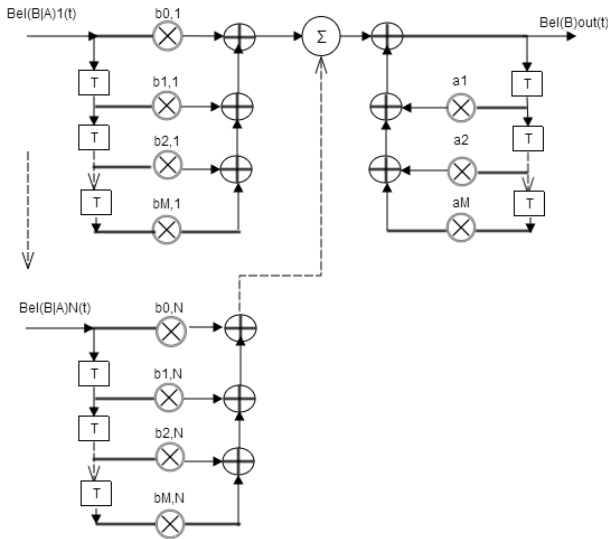 Bel(B|A)1(t)
b0,1
Σ
Bel(B)out(t)
T
b1,1
a1
T
T
b2,1
a2
T
T
bM,1
aM
T
Bel(B|A)N(t)
b0,N
T
b1,N
T
b2,N
T
bM,N